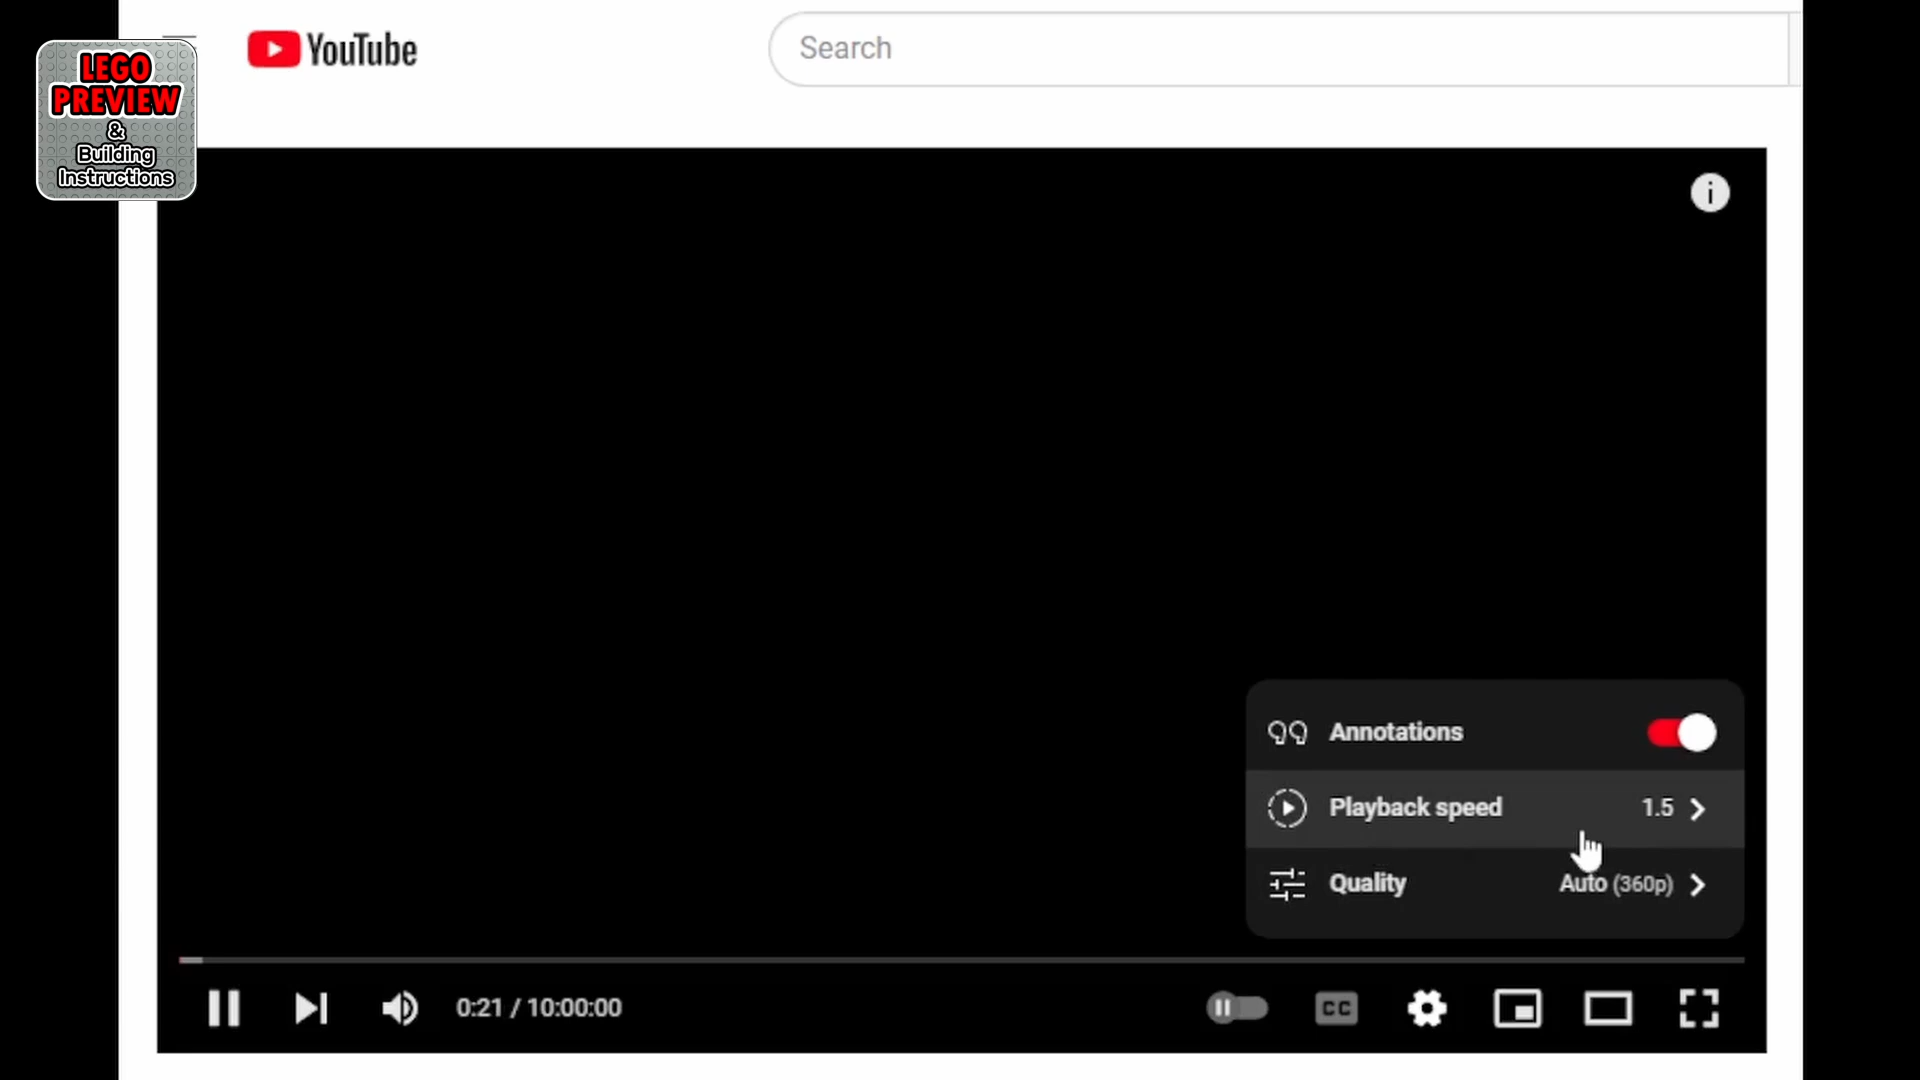 LEGO
PREVIEW
&
Building
Instructions
YouTube
Search
i
Annotations
Playback speed 1.5
Quality Auto (360p)
0:21 / 10:00:00
CC